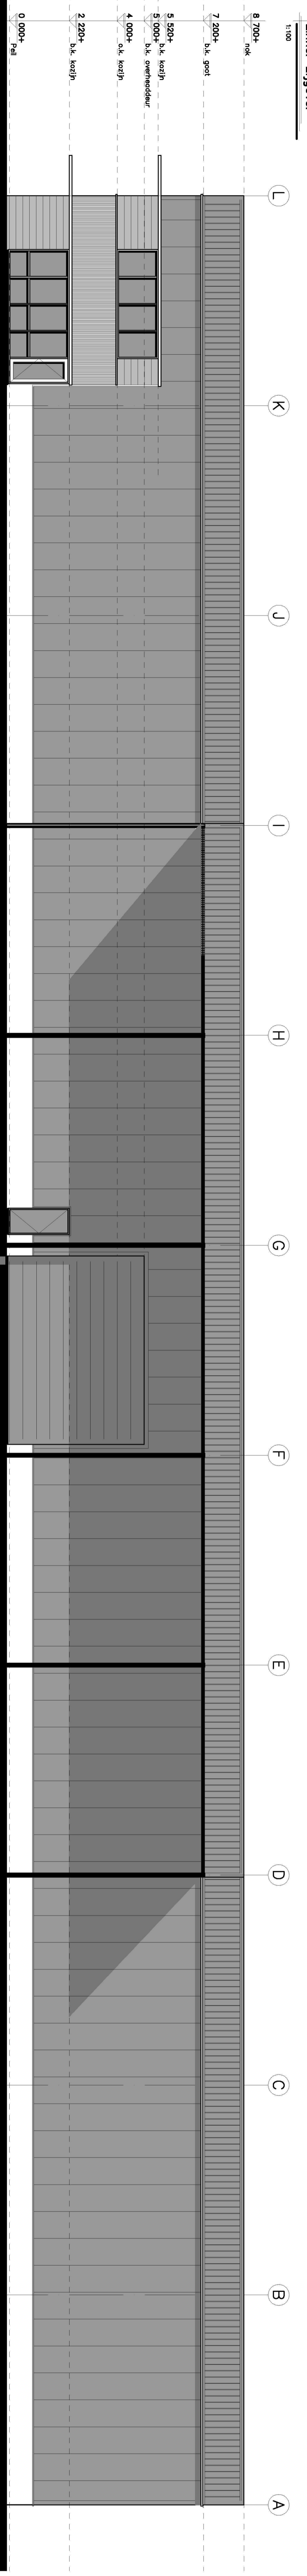 1:100
8 700+
nok
7 200+
b.k. goot
5 520+
b.k. kozijn
5 000+
b.k. overheaddeur
4 000+
o.k. kozijn
2 220+
b.k. kozijn
0 000+
Peil
L
K
J
I
H
G
F
E
D
C
B
A